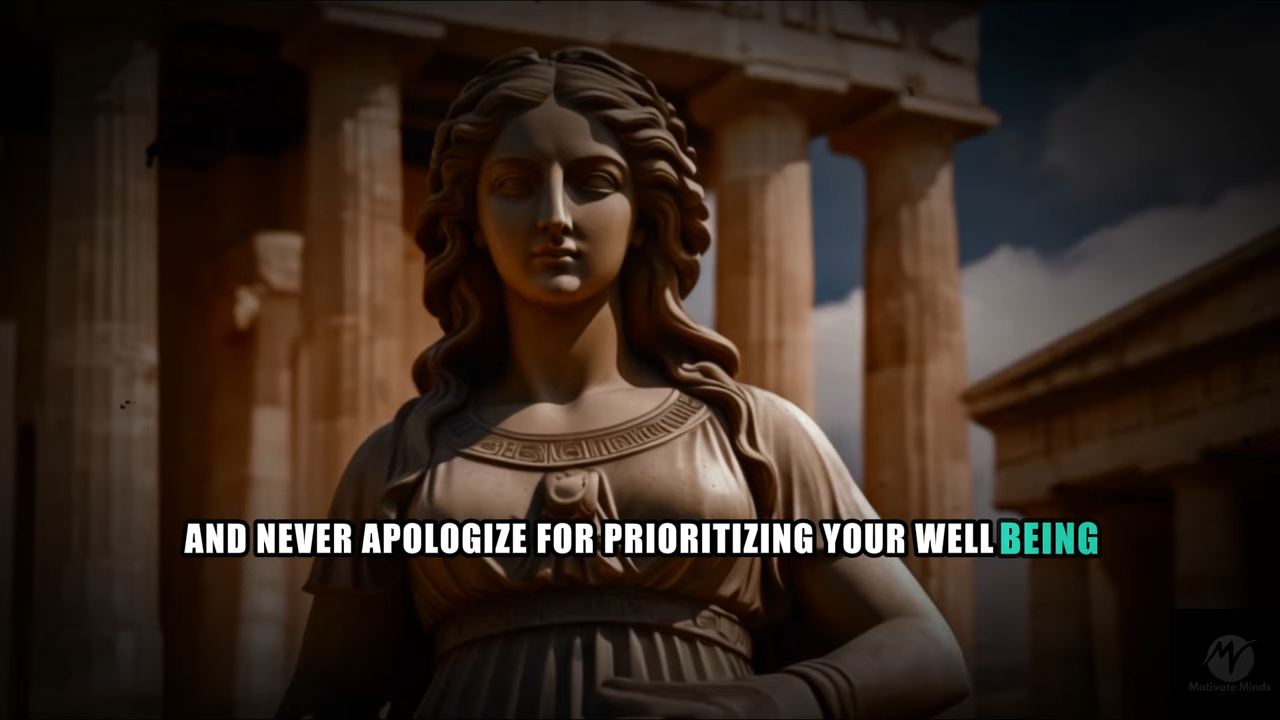 AND NEVER APOLOGIZE FOR PRIORITIZING YOUR WELL BEING
Motivate Minds